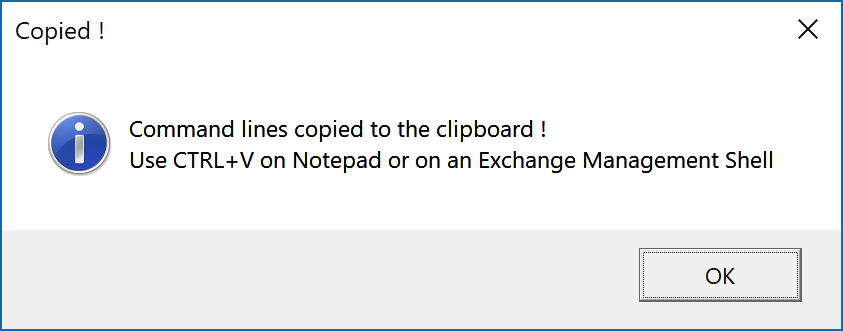 Copied !
Command lines copied to the clipboard !
Use CTRL+V on Notepad or on an Exchange Management Shell
OK